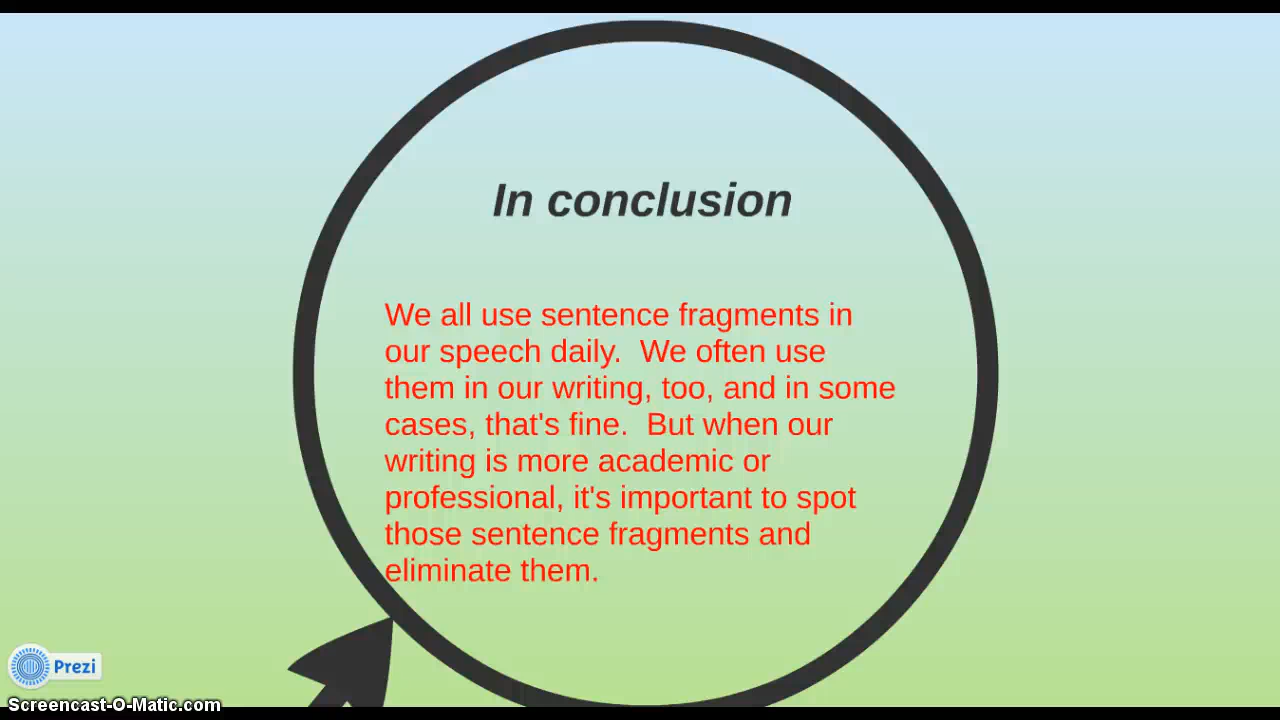 In conclusion
We all use sentence fragments in
our speech daily.  We often use
them in our writing, too, and in some
cases, that's fine.  But when our
writing is more academic or
professional, it's important to spot
those sentence fragments and
eliminate them.
Prezi
Screencast-O-Matic.com